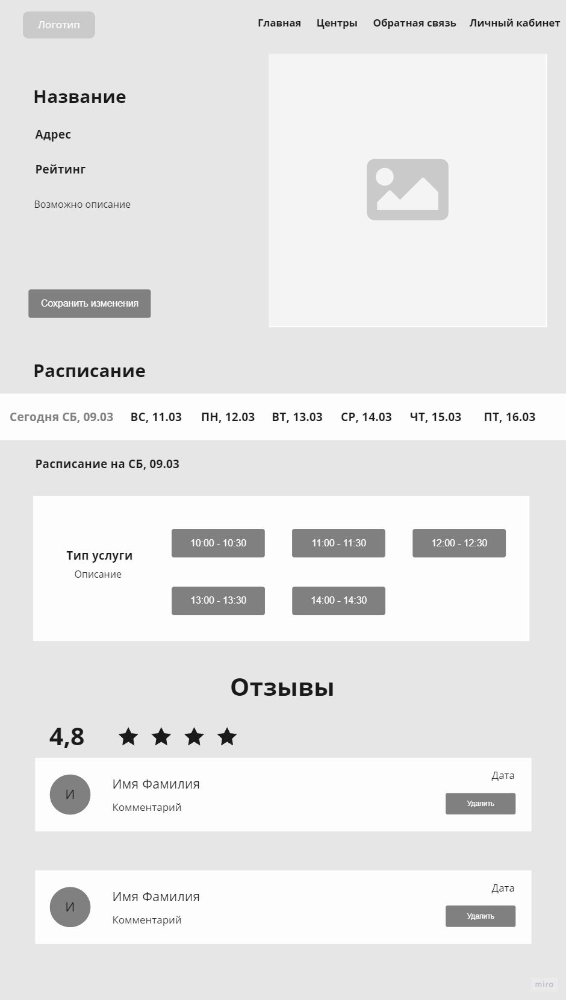 Логотип
Главная Центры Обратная связь Личный кабинет
Название
Адрес
Рейтинг
Возможно описание
Сохранить изменения
Расписание
Сегодня СБ, 09.03 ВС, 11.03 ПН, 12.03 ВТ, 13.03 СР, 14.03 ЧТ, 15.03 ПТ, 16.03
Расписание на СБ, 09.03
10:00 - 10:30 11:00 - 11:30 12:00 - 12:30
Тип услуги
Описание
13:00 - 13:30 14:00 - 14:30
Отзывы
4,8
Дата
И
Имя Фамилия
Комментарий
Удалить
Дата
И
Имя Фамилия
Комментарий
Удалить
miro